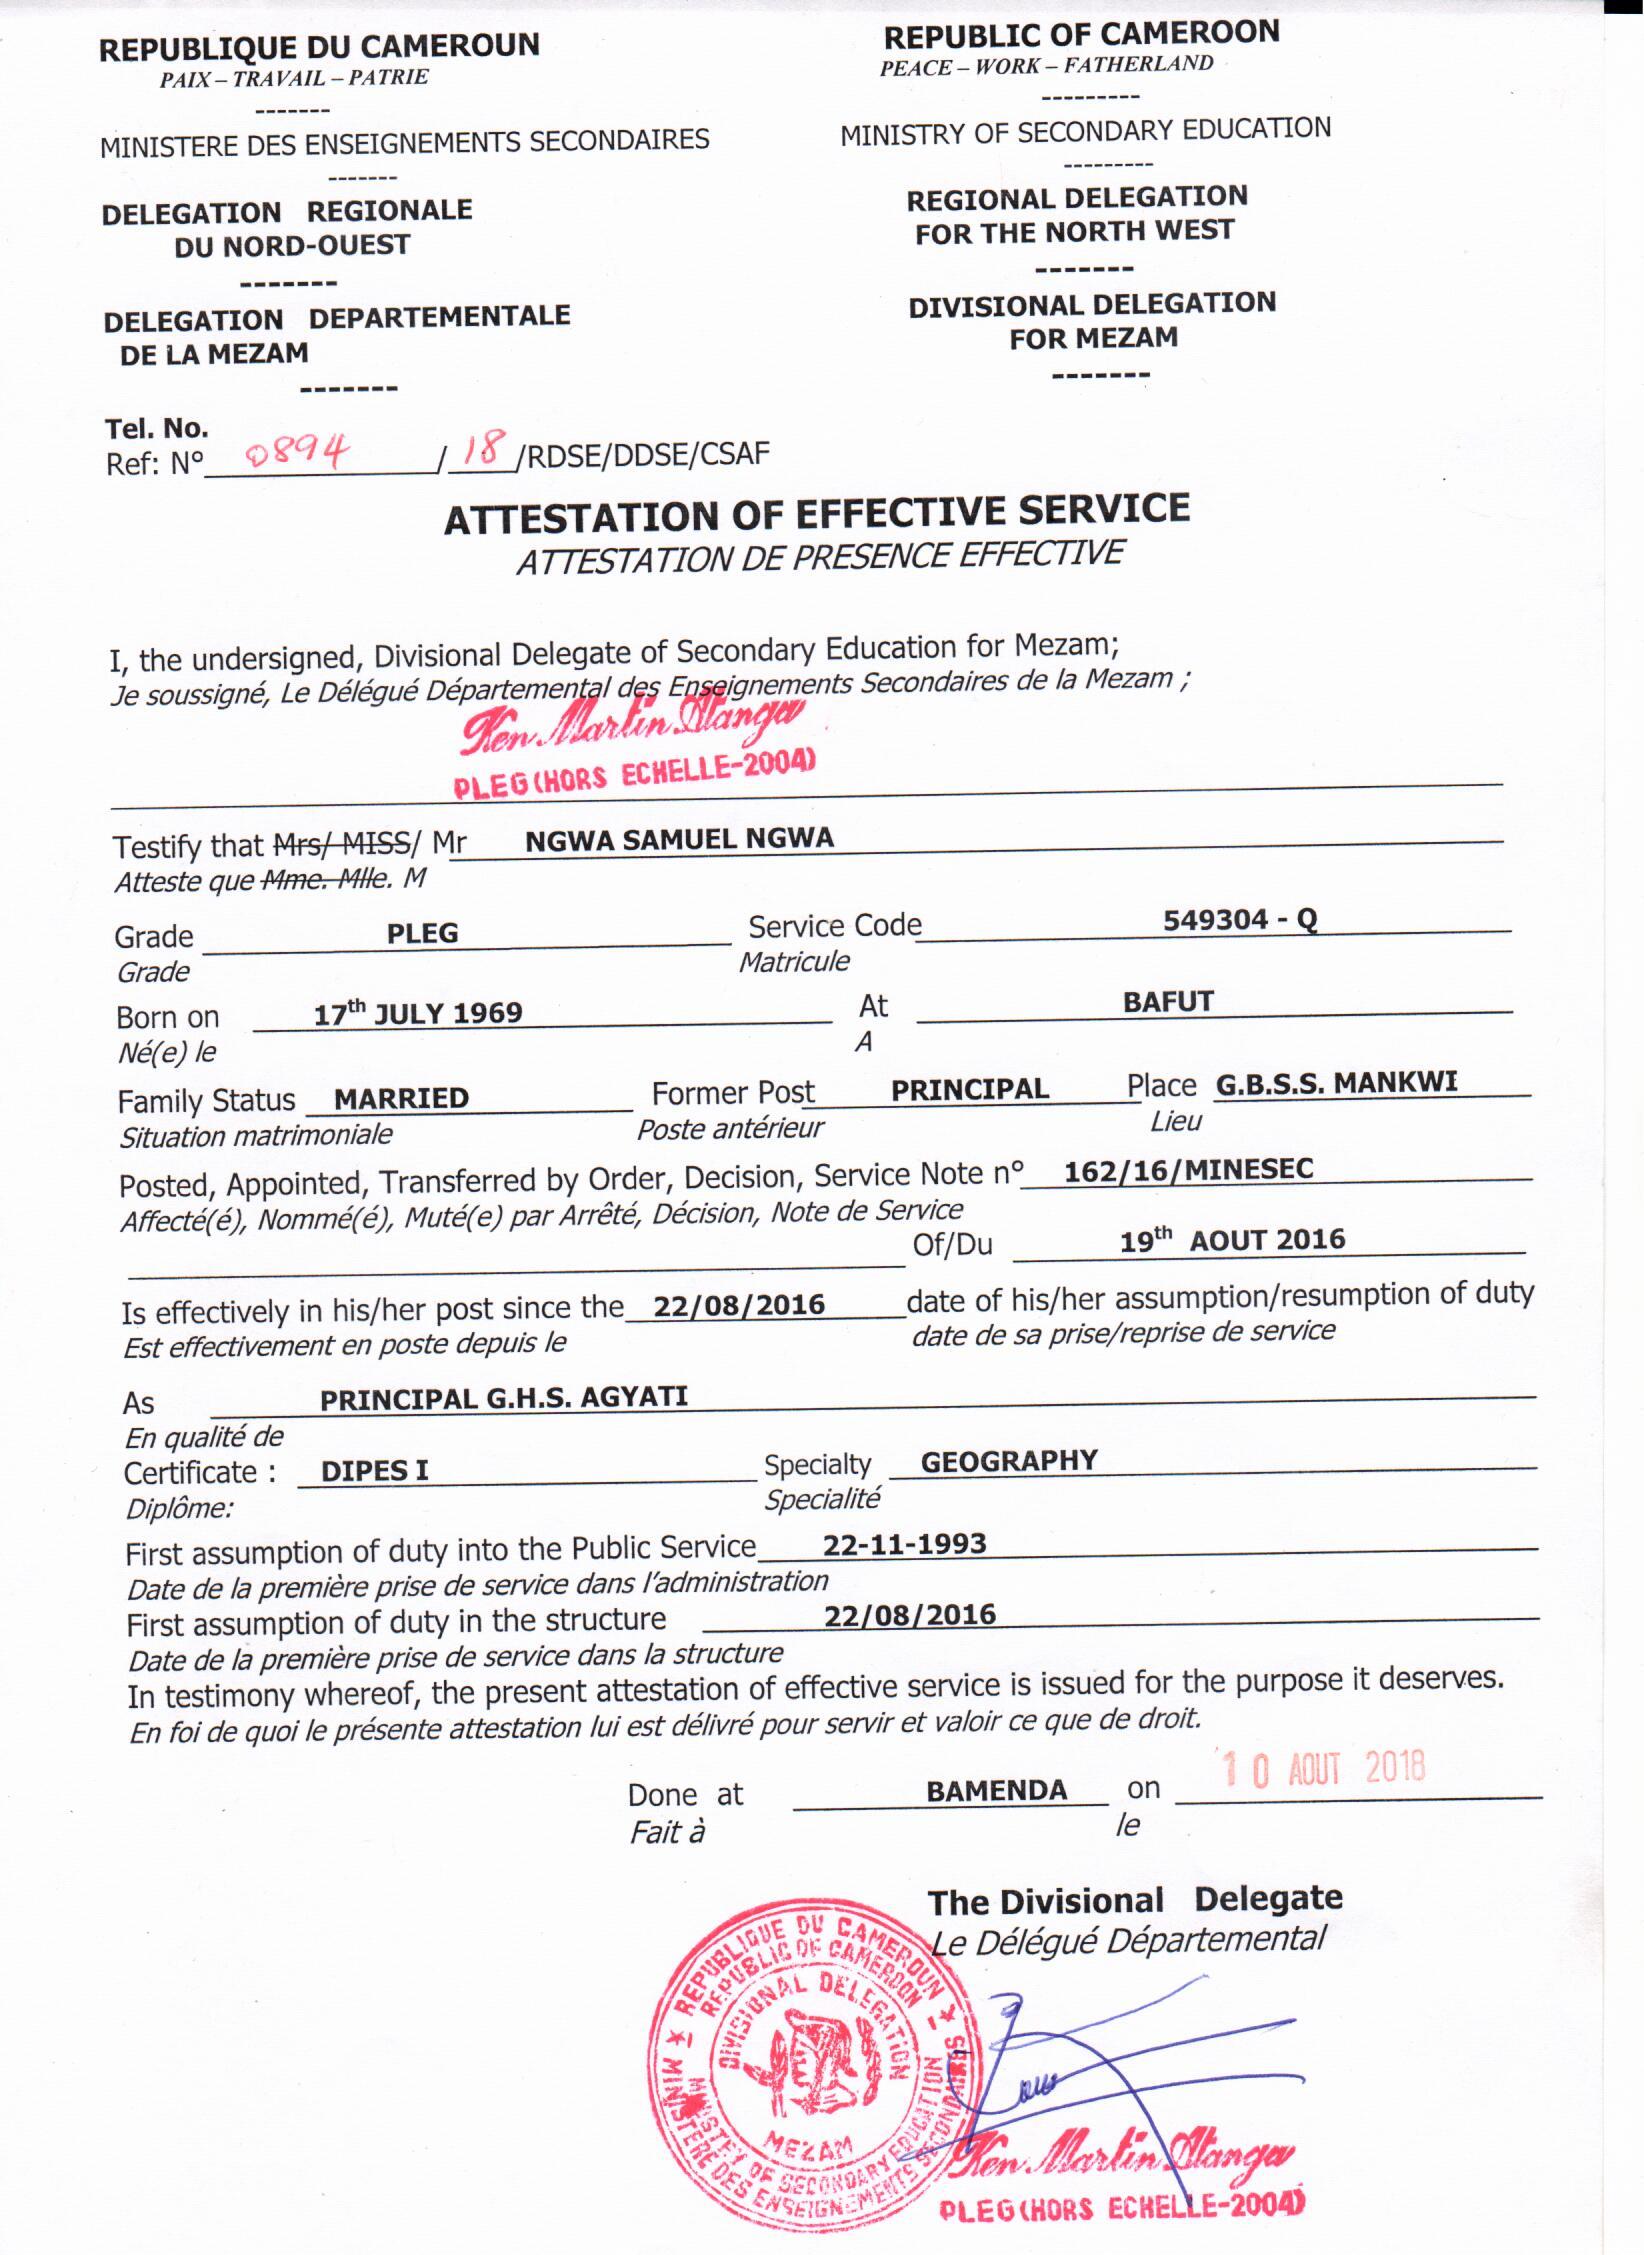 REPUBLIQUE DU CAMEROUN
PAIX – TRAVAIL – PATRIE
-------
MINISTERE DES ENSEIGNEMENTS SECONDAIRES
-------
DELEGATION REGIONALE
DU NORD-OUEST
-------
DELEGATION DEPARTEMENTALE
DE LA MEZAM
-------
REPUBLIC OF CAMEROON
PEACE – WORK – FATHERLAND
---------
MINISTRY OF SECONDARY EDUCATION
---------
REGIONAL DELEGATION
FOR THE NORTH WEST
-------
DIVISIONAL DELEGATION
FOR MEZAM
-------
Tel. No.
Ref: N° 0894 / 18 /RDSE/DDSE/CSAF
ATTESTATION OF EFFECTIVE SERVICE
ATTESTATION DE PRESENCE EFFECTIVE
I, the undersigned, Divisional Delegate of Secondary Education for Mezam;
Je soussigné, Le Délégué Départemental des Enseignements Secondaires de la Mezam ;
Ken Martin Atanga
PLEG(HORS ECHELLE-2004)
Testify that Mrs/ MISS/ Mr NGWA SAMUEL NGWA
Atteste que Mme. Mlle. M
Grade PLEG Service Code 549304 - Q
Grade Matricule
Born on 17th JULY 1969 At BAFUT
Né(e) le A
Family Status MARRIED Former Post PRINCIPAL Place G.B.S.S. MANKWI
Situation matrimoniale Poste antérieur Lieu
Posted, Appointed, Transferred by Order, Decision, Service Note n° 162/16/MINESEC
Affecté(é), Nommé(é), Muté(e) par Arrêté, Décision, Note de Service
Of/Du 19th AOUT 2016
Is effectively in his/her post since the 22/08/2016 date of his/her assumption/resumption of duty
Est effectivement en poste depuis le date de sa prise/reprise de service
As PRINCIPAL G.H.S. AGYATI
En qualité de
Certificate : DIPES I Specialty GEOGRAPHY
Diplôme: Specialité
First assumption of duty into the Public Service 22-11-1993
Date de la première prise de service dans l’administration
First assumption of duty in the structure 22/08/2016
Date de la première prise de service dans la structure
In testimony whereof, the present attestation of effective service is issued for the purpose it deserves.
En foi de quoi le présente attestation lui est délivré pour servir et valoir ce que de droit.
Done at BAMENDA on 10 AOUT 2018
Fait à le
The Divisional Delegate
Le Délégué Départemental
REPUBLIQUE DU CAMEROUN
REPUBLIC OF CAMEROON
DIVISIONAL DELEGATION
MEZAM
MINISTRY OF SECONDARY EDUCATION
MINISTERE DES ENSEIGNEMENTS SECONDAIRES
Ken Martin Atanga
PLEG(HORS ECHELLE-2004)